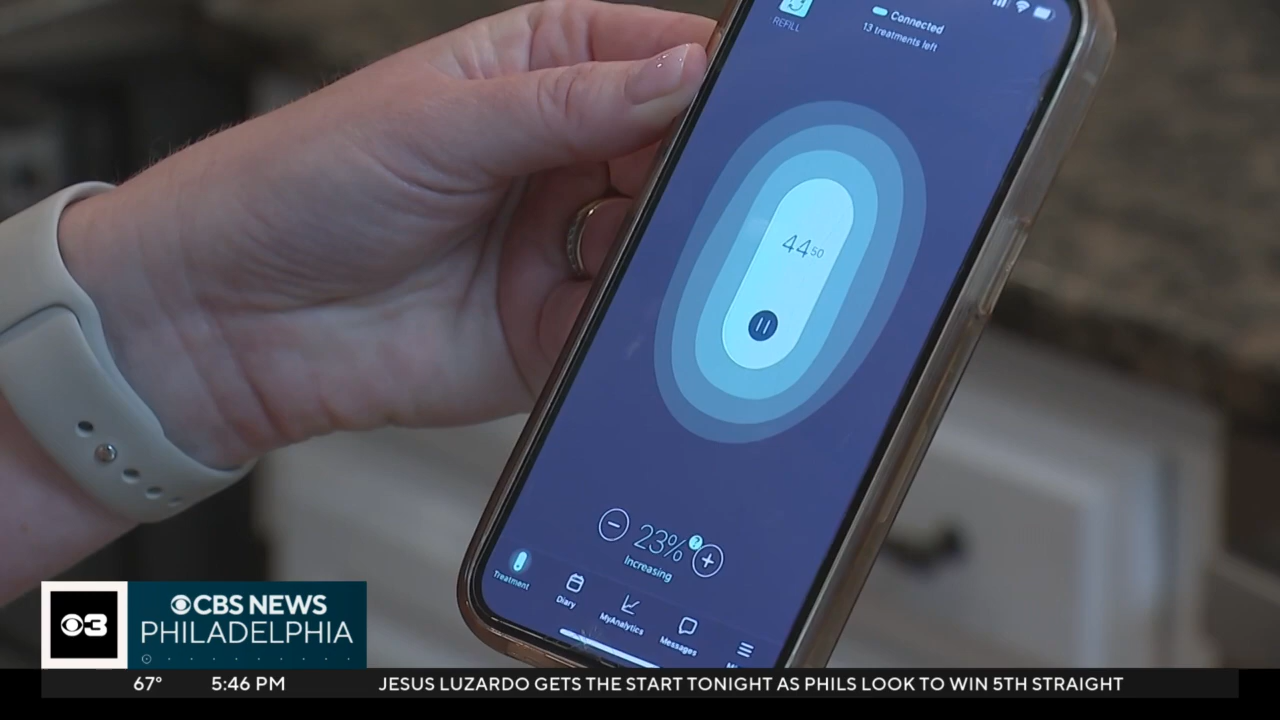 REFILL
Connected
13 treatments left
44 50
23% ?
Increasing
Treatment
Diary
MyAnalytics
Messages
3
CBS NEWS
PHILADELPHIA
67° 5:46 PM JESUS LUZARDO GETS THE START TONIGHT AS PHILS LOOK TO WIN 5TH STRAIGHT